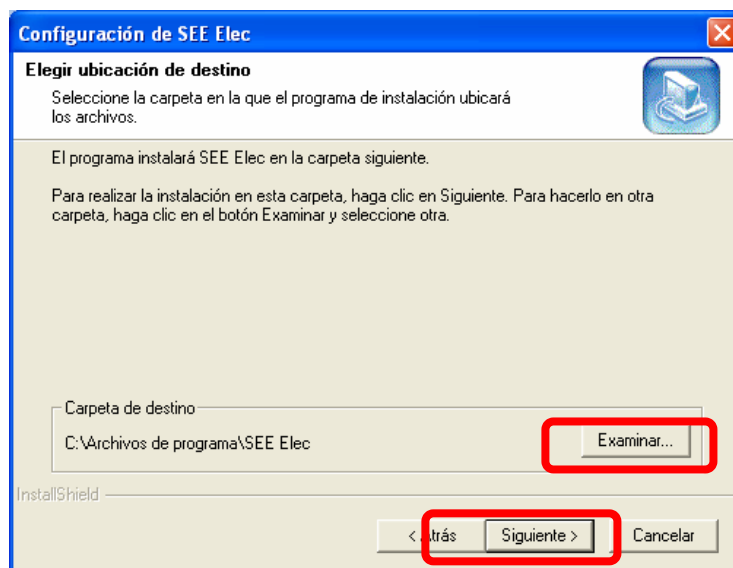 Configuración de SEE Elec
Elegir ubicación de destino
Seleccione la carpeta en la que el programa de instalación ubicará
los archivos.
El programa instalará SEE Elec en la carpeta siguiente.
Para realizar la instalación en esta carpeta, haga clic en Siguiente. Para hacerlo en otra
carpeta, haga clic en el botón Examinar y seleccione otra.
Carpeta de destino
C:\Archivos de programa\SEE Elec
Examinar...
InstallShield
< Atrás
Siguiente >
Cancelar